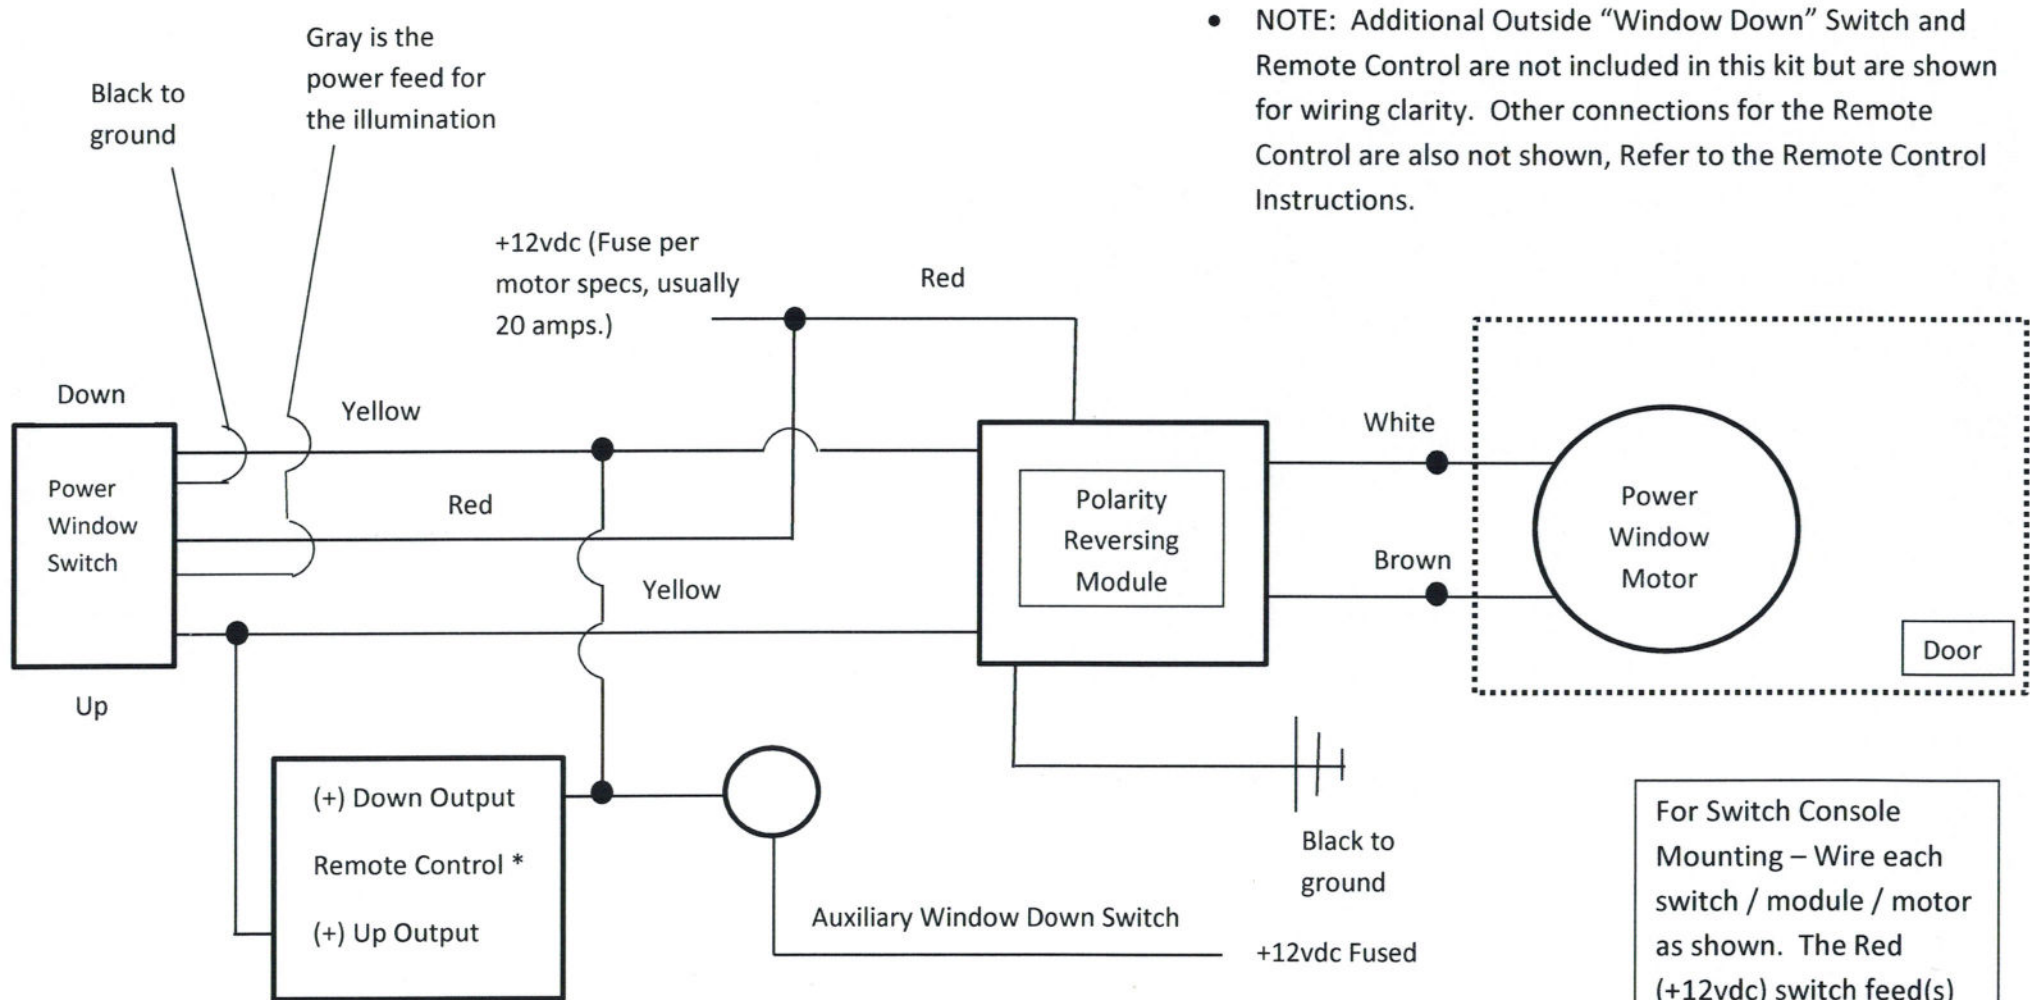 • NOTE: Additional Outside “Window Down” Switch and
Remote Control are not included in this kit but are shown
for wiring clarity. Other connections for the Remote
Control are also not shown, Refer to the Remote Control
Instructions.
Gray is the
power feed for
the illumination
Black to
ground
+12vdc (Fuse per
motor specs, usually
20 amps.)
Red
Down
Yellow
Power
Window
Switch
Red
Yellow
Up
Polarity
Reversing
Module
White
Brown
Power
Window
Motor
Door
(+) Down Output
Remote Control *
(+) Up Output
Black to
ground
Auxiliary Window Down Switch
+12vdc Fused
For Switch Console
Mounting – Wire each
switch / module / motor
as shown. The Red
(+12vdc) switch feed(s)